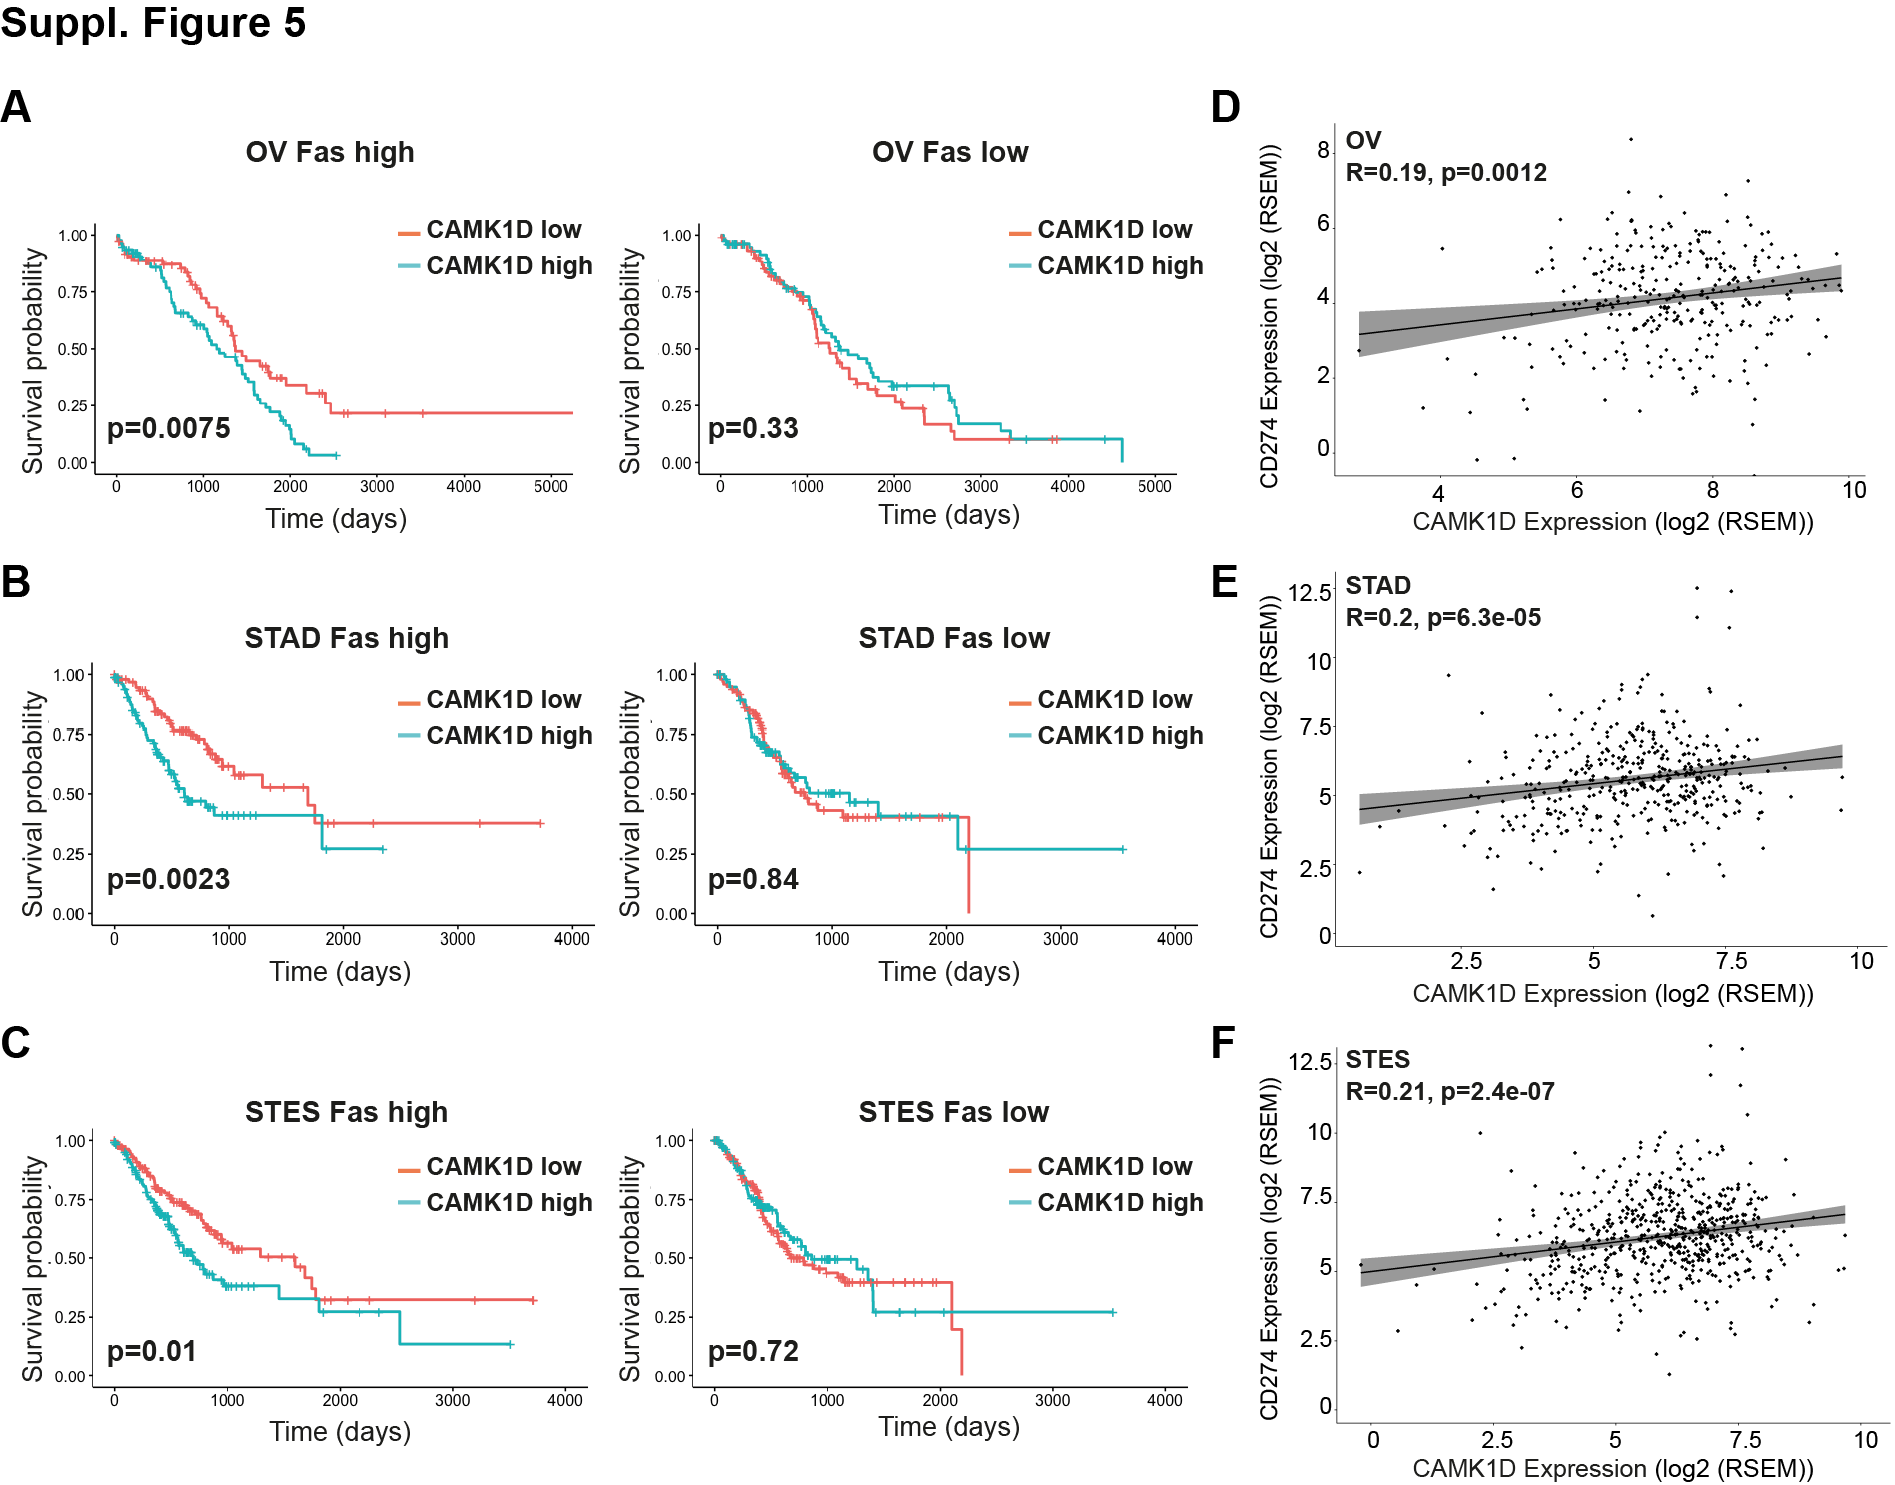 Suppl. Figure 5
A
OV Fas high
CAMK1D low
CAMK1D high
Survival probability
1.00
0.75
0.50
0.25
0.00
p=0.0075
0 1000 2000 3000 4000 5000
Time (days)
OV Fas low
CAMK1D low
CAMK1D high
Survival probability
1.00
0.75
0.50
0.25
0.00
p=0.33
0 1000 2000 3000 4000 5000
Time (days)
D
OV
R=0.19, p=0.0012
CD274 Expression (log2 (RSEM))
8
6
4
2
0
4 6 8 10
CAMK1D Expression (log2 (RSEM))
B
STAD Fas high
CAMK1D low
CAMK1D high
Survival probability
1.00
0.75
0.50
0.25
0.00
p=0.0023
0 1000 2000 3000 4000
Time (days)
STAD Fas low
CAMK1D low
CAMK1D high
Survival probability
1.00
0.75
0.50
0.25
0.00
p=0.84
0 1000 2000 3000 4000
Time (days)
E
STAD
R=0.2, p=6.3e-05
CD274 Expression (log2 (RSEM))
12.5
10
7.5
5
2.5
0
2.5 5 7.5 10
CAMK1D Expression (log2 (RSEM))
C
STES Fas high
CAMK1D low
CAMK1D high
Survival probability
1.00
0.75
0.50
0.25
0.00
p=0.01
0 1000 2000 3000 4000
Time (days)
STES Fas low
CAMK1D low
CAMK1D high
Survival probability
1.00
0.75
0.50
0.25
0.00
p=0.72
0 1000 2000 3000 4000
Time (days)
F
STES
R=0.21, p=2.4e-07
CD274 Expression (log2 (RSEM))
12.5
10
7.5
5
2.5
0
0 2.5 5 7.5 10
CAMK1D Expression (log2 (RSEM))